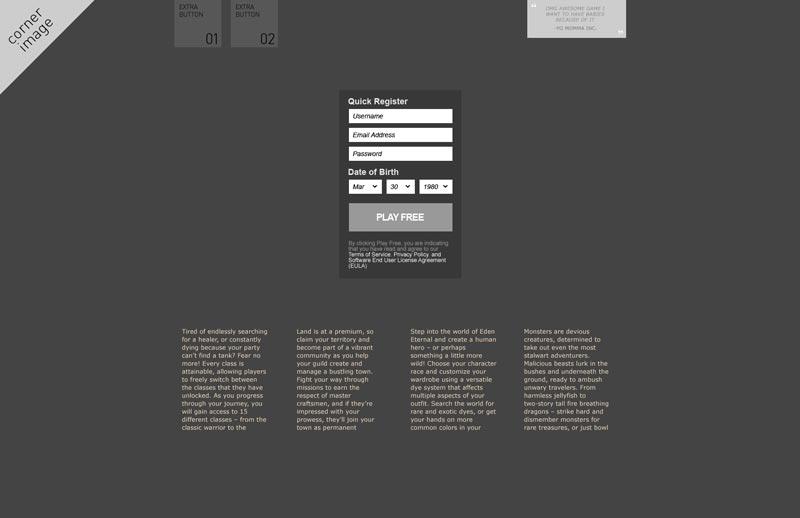 corner
image
EXTRA
BUTTON
01
EXTRA
BUTTON
02
“ OMG AWESOME GAME I
WANT TO HAVE BABIES
BECAUSE OF IT
-YO MOMMA INC. ”
Quick Register
Username
Email Address
Password
Date of Birth
Mar 30 1980
PLAY FREE
By clicking Play Free, you are indicating
that you have read and agree to our
Terms of Service, Privacy Policy, and
Software End User License Agreement
(EULA)
Tired of endlessly searching
for a healer, or constantly
dying because your party
can't find a tank? Fear no
more! Every class is
attainable, allowing players
to freely switch between
the classes that they have
unlocked. As you progress
through your journey, you
will gain access to 15
different classes – from the
classic warrior to the
Land is at a premium, so
claim your territory and
become part of a vibrant
community as you help
your guild create and
manage a bustling town.
Fight your way through
missions to earn the
respect of master
craftsmen, and if they're
impressed with your
prowess, they'll join your
town as permanent
Step into the world of Eden
Eternal and create a human
hero – or perhaps
something a little more
wild! Choose your character
race and customize your
wardrobe using a versatile
dye system that affects
multiple aspects of your
outfit. Search the world for
rare and exotic dyes, or get
your hands on more
common colors in your
Monsters are devious
creatures, determined to
take out even the most
stalwart adventurers.
Malicious beasts lurk in the
bushes and underneath the
ground, ready to ambush
unwary travelers. From
harmless jellyfish to
two-story tall fire breathing
dragons – strike hard and
dismember monsters for
rare treasures, or just bowl